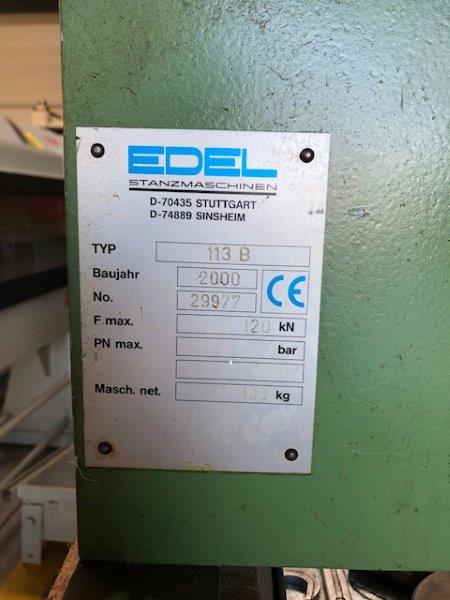 EDEL
STANZMASCHINEN
D-70435 STUTTGART
D-74889 SINSHEIM
TYP 113 B
Baujahr 2000
No. 29977 CE
F max. 120 kN
PN max. bar
Masch. net. kg